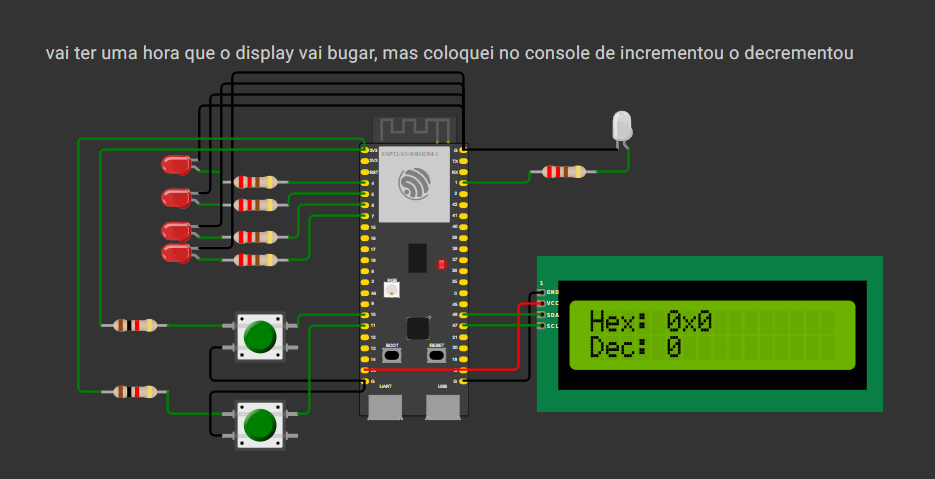 vai ter uma hora que o display vai bugar, mas coloquei no console de incrementou o decrementou
ESP32-S3-WROOM-1
3V3
3V3
RST
4
5
6
7
15
16
17
18
8
3
46
9
10
11
12
13
14
G
G
TX
RX
1
2
42
41
40
39
38
37
36
35
0
45
48
47
21
20
19
G
RGB
BOOT
RESET
UART
USB
1
GND
VCC
SDA
SCL
Hex: 0x0
Dec: 0